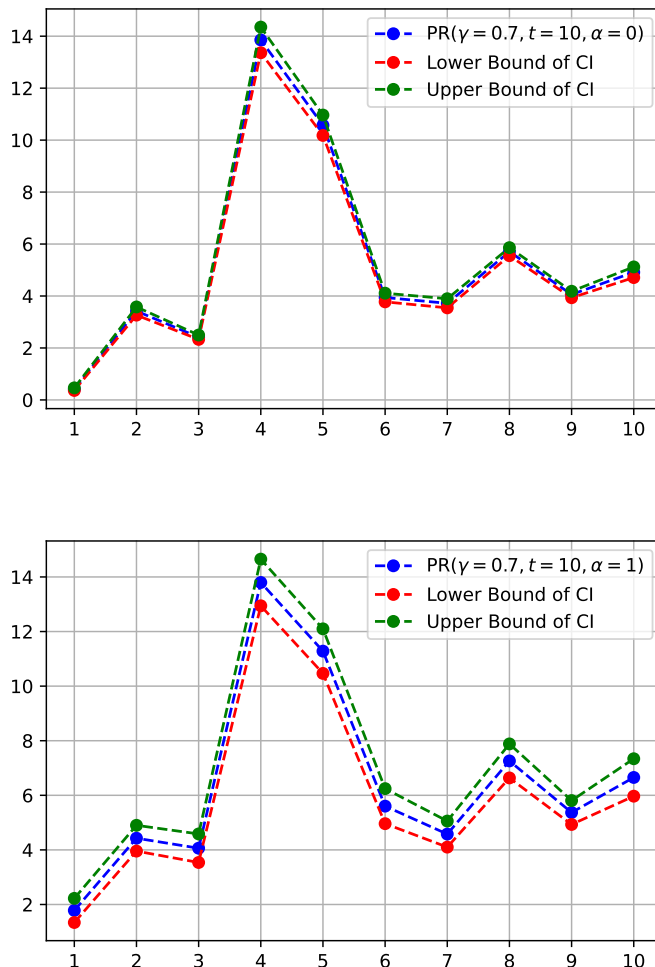 PR(γ = 0.7, t = 10, α = 0)
Lower Bound of CI
Upper Bound of CI
14
12
10
8
6
4
2
0
1 2 3 4 5 6 7 8 9 10
PR(γ = 0.7, t = 10, α = 1)
Lower Bound of CI
Upper Bound of CI
14
12
10
8
6
4
2
1 2 3 4 5 6 7 8 9 10